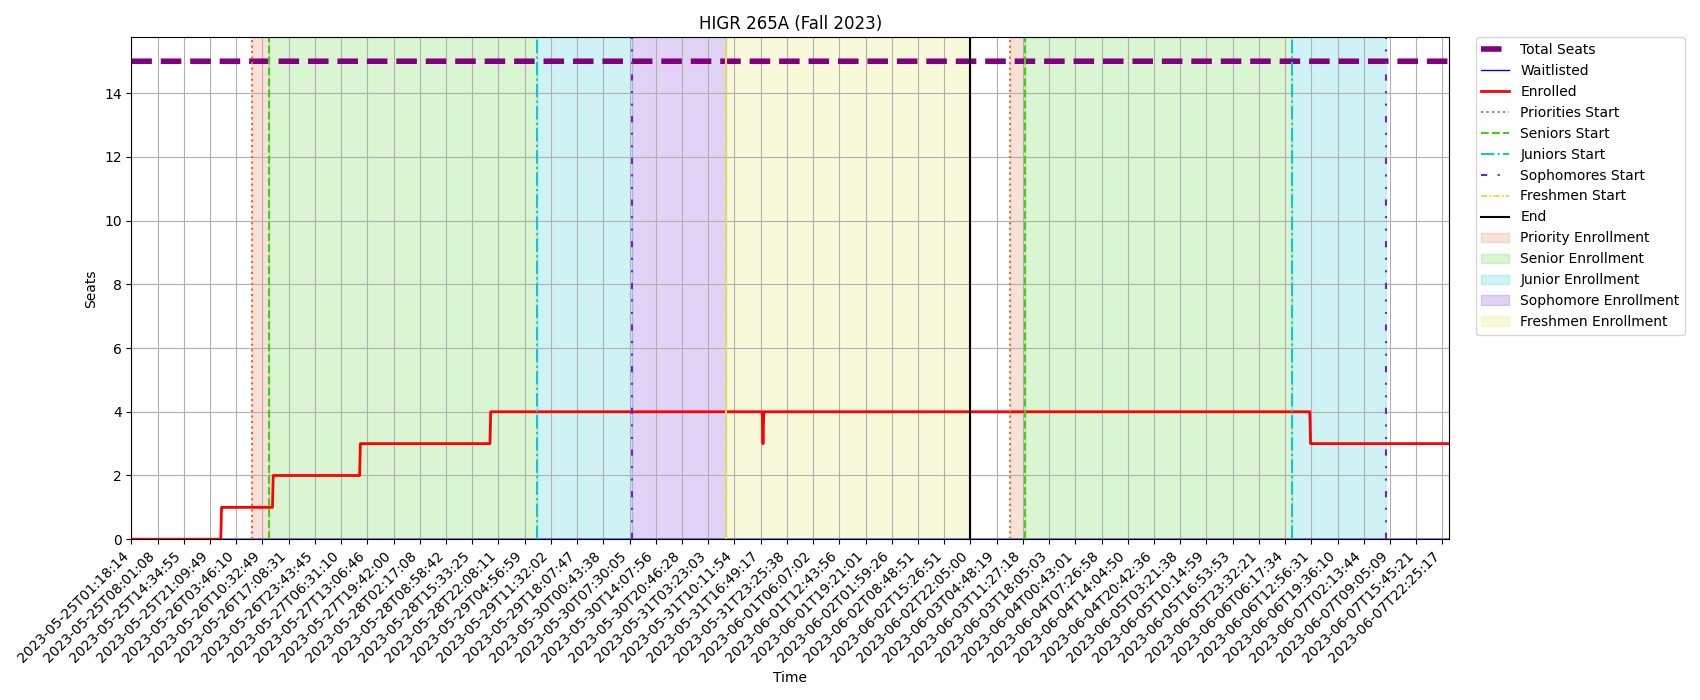 HIGR 265A (Fall 2023)
Seats
14
12
10
8
6
4
2
0
2023-05-25T01:18:14
2023-05-25T08:01:08
2023-05-25T14:34:55
2023-05-25T21:09:49
2023-05-26T03:46:10
2023-05-26T10:32:49
2023-05-26T17:08:31
2023-05-26T23:43:45
2023-05-27T06:31:10
2023-05-27T13:06:46
2023-05-27T19:42:00
2023-05-28T02:17:08
2023-05-28T08:58:42
2023-05-28T15:33:25
2023-05-28T22:08:11
2023-05-29T04:56:59
2023-05-29T11:32:02
2023-05-29T18:07:47
2023-05-30T00:43:38
2023-05-30T07:30:05
2023-05-30T14:07:56
2023-05-30T20:46:28
2023-05-31T03:23:03
2023-05-31T10:11:54
2023-05-31T16:49:17
2023-05-31T23:25:38
2023-06-01T06:07:02
2023-06-01T12:43:56
2023-06-01T19:21:01
2023-06-02T01:59:26
2023-06-02T08:48:51
2023-06-02T15:26:51
2023-06-02T22:05:00
2023-06-03T04:48:19
2023-06-03T11:27:18
2023-06-03T18:05:03
2023-06-04T00:43:01
2023-06-04T07:26:58
2023-06-04T14:04:50
2023-06-04T20:42:36
2023-06-05T03:21:38
2023-06-05T10:14:59
2023-06-05T16:53:53
2023-06-05T23:32:21
2023-06-06T06:17:34
2023-06-06T12:56:31
2023-06-06T19:36:10
2023-06-07T02:13:44
2023-06-07T09:05:09
2023-06-07T15:45:21
2023-06-07T22:25:17
Time
Total Seats
Waitlisted
Enrolled
Priorities Start
Seniors Start
Juniors Start
Sophomores Start
Freshmen Start
End
Priority Enrollment
Senior Enrollment
Junior Enrollment
Sophomore Enrollment
Freshmen Enrollment